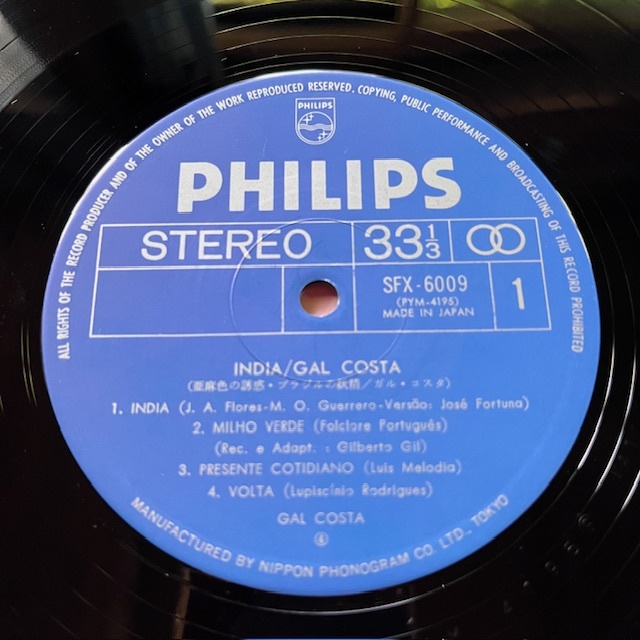 ALL RIGHTS OF THE RECORD PRODUCER AND OF THE OWNER OF THE WORK REPRODUCED RESERVED. COPYING, PUBLIC PERFORMANCE AND BROADCASTING OF THIS RECORD PROHIBITED
PHILIPS
PHILIPS
STEREO 33⅓
SFX-6009 1
(PYM-4195)
MADE IN JAPAN
INDIA/GAL COSTA
(亜麻色の誘惑・ブラジルの妖精/ガル・コスタ)
1. INDIA (J. A. Flores-M. O. Guerrero-Versão: José Fortuna)
2. MILHO VERDE (Folclore Português)
(Rec. e Adapt. : Gilberto Gil)
3. PRESENTE COTIDIANO (Luis Melodia)
4. VOLTA (Lupiscínio Rodrigues)
GAL COSTA
MANUFACTURED BY NIPPON PHONOGRAM CO. LTD., TOKYO